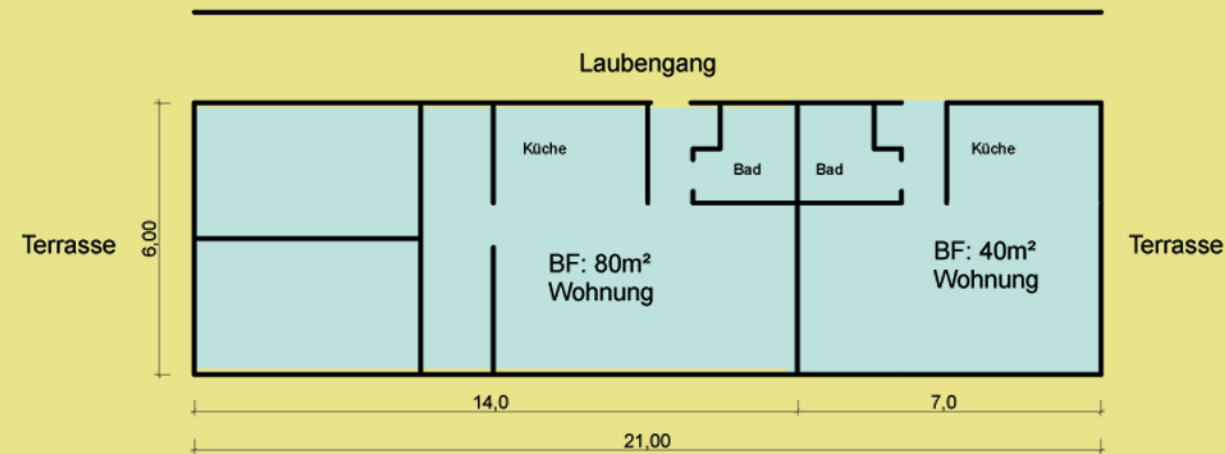 Laubengang
Küche
Bad
Bad
Küche
Terrasse
6,00
BF: 80m²
Wohnung
BF: 40m²
Wohnung
Terrasse
14,0
7,0
21,00